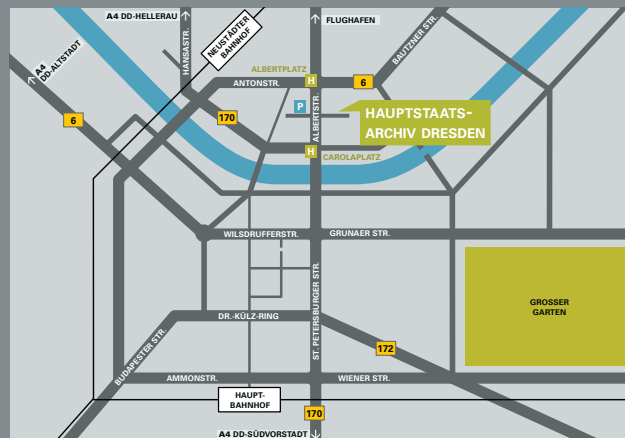 A4 DD-HELLERAU
FLUGHAFEN
NEUSTÄDTER
BAHNHOF
HANSASTR.
BAUTZNER STR.
A4
DD-ALTSTADT
ALBERTPLATZ
H
ANTONSTR.
6
P
ALBERTSTR.
HAUPTSTAATS-
ARCHIV DRESDEN
6
170
H
CAROLAPLATZ
WILSDRUFFERSTR.
GRUNAER STR.
ST. PETERSBURGER STR.
GROSSER
GARTEN
DR.-KÜLZ-RING
BUDAPESTER STR.
172
AMMONSTR.
WIENER STR.
HAUPT-
BAHNHOF
170
A4 DD-SÜDVORSTADT